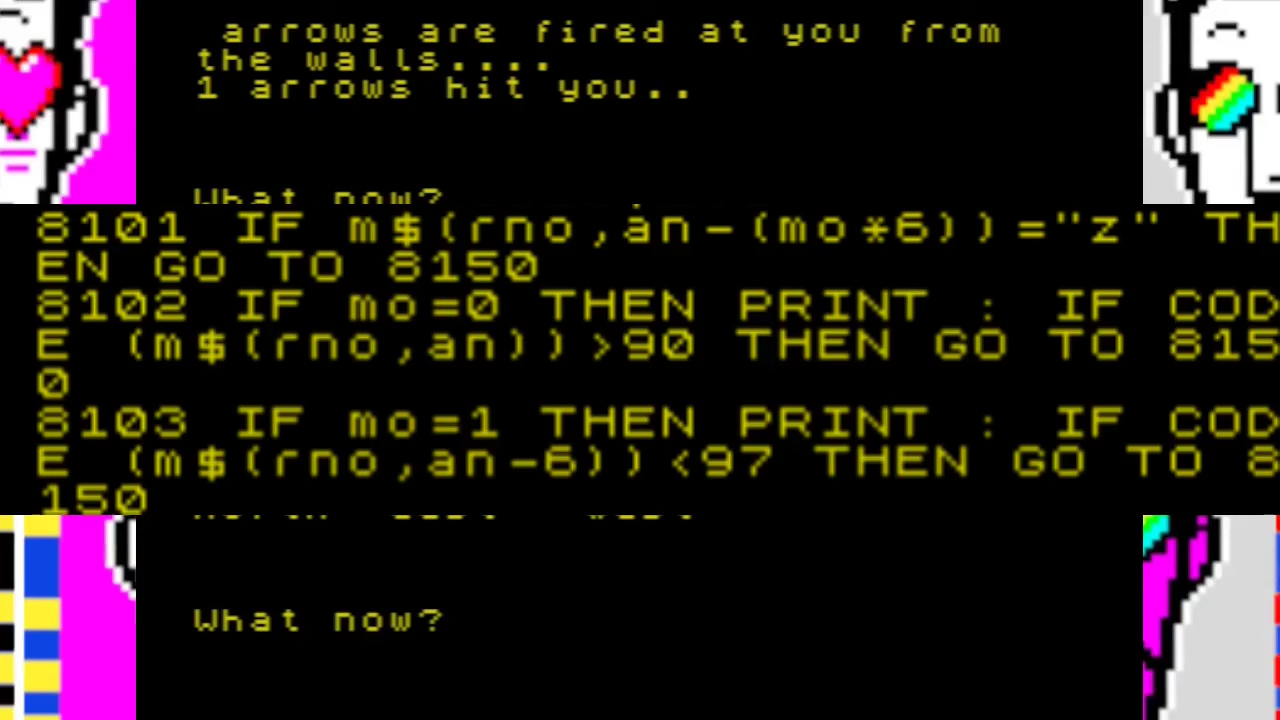 arrows are fired at you from
the walls....
1 arrows hit you..
What now?
8101 IF m$(rno,an-(mo*6))="z" TH
EN GO TO 8150
8102 IF mo=0 THEN PRINT : IF COD
E (m$(rno,an))>90 THEN GO TO 815
0
8103 IF mo=1 THEN PRINT : IF COD
E (m$(rno,an-6))<97 THEN GO TO 8
150
What now?